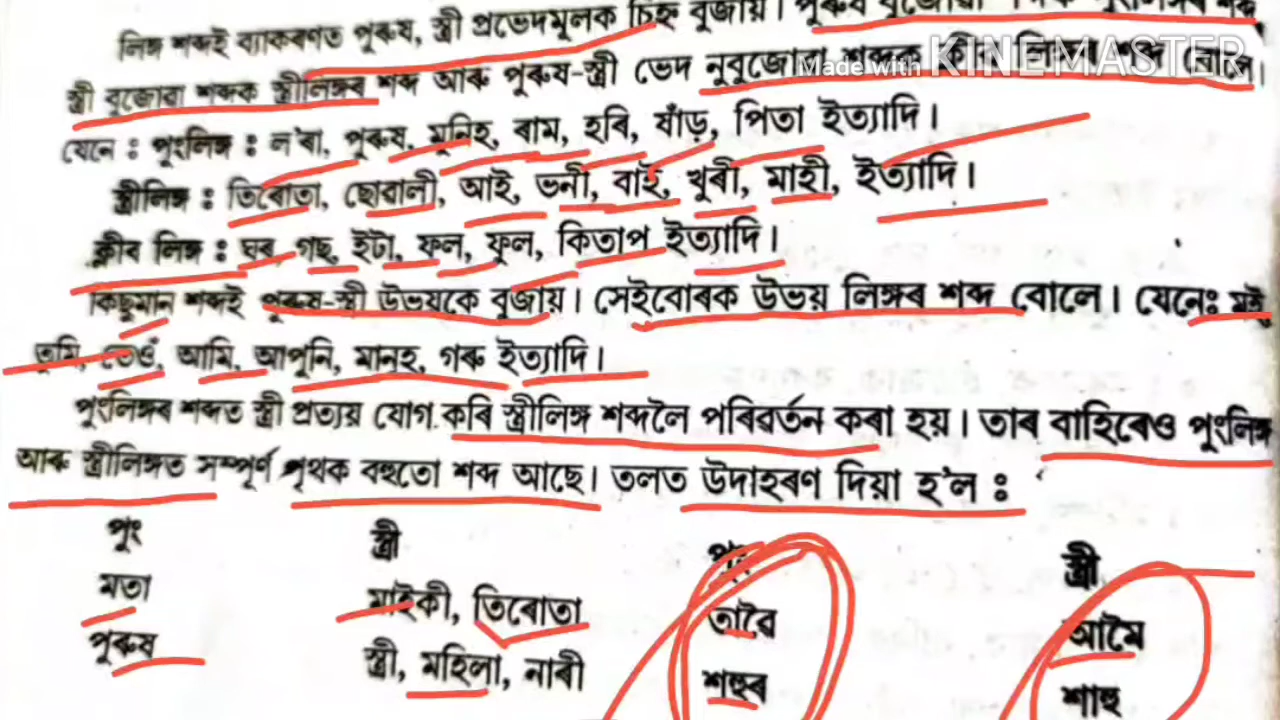 লিঙ্গ শব্দই ব্যাকৰণত পুৰুষ, স্ত্ৰী প্ৰভেদমূলক চিহ্ন বুজায়। পুৰুষ বুজোৱা শব্দ
Made with KINEMASTER
স্ত্ৰী বুজোৱা শব্দক স্ত্ৰীলিঙ্গৰ শব্দ আৰু পুৰুষ-স্ত্ৰী ভেদ নুবুজোৱা শব্দক ক্লীৱ লিঙ্গৰ শব্দ বোলে।
যেনে : পুংলিঙ্গ : ল'ৰা, পুৰুষ, মুনিহ, ৰাম, হৰি, ষাঁড়, পিতা ইত্যাদি।
স্ত্ৰীলিঙ্গ : তিৰোতা, ছোৱালী, আই, ভনী, বাই, খুৰী, মাহী, ইত্যাদি।
ক্লীৱ লিঙ্গ : ঘৰ, গছ, ইটা, ফল, ফুল, কিতাপ ইত্যাদি।
কিছুমান শব্দই পুৰুষ-স্ত্ৰী উভয়কে বুজায়। সেইবোৰক উভয় লিঙ্গৰ শব্দ বোলে। যেনেঃ মই,
তুমি, তেওঁ, আমি, আপুনি, মানুহ, গৰু ইত্যাদি।
পুংলিঙ্গৰ শব্দত স্ত্ৰী প্ৰত্যয় যোগ কৰি স্ত্ৰীলিঙ্গ শব্দলৈ পৰিৱৰ্তন কৰা হয়। তাৰ বাহিৰেও পুংলিঙ্গ
আৰু স্ত্ৰীলিঙ্গত সম্পূৰ্ণ পৃথক বহুতো শব্দ আছে। তলত উদাহৰণ দিয়া হ'ল :
পুং স্ত্ৰী পুং স্ত্ৰী
মতা মাইকী, তিৰোতা তাৱৈ আমৈ
পুৰুষ স্ত্ৰী, মহিলা, নাৰী শহুৰ শাহু